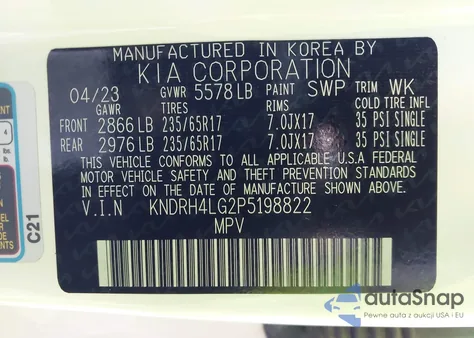 MANUFACTURED IN KOREA BY
KIA CORPORATION
04/23 GVWR 5578 LB PAINT SWP TRIM WK
GAWR TIRES RIMS COLD TIRE INFL
FRONT 2866 LB 235/65R17 7.0JX17 35 PSI SINGLE
REAR 2976 LB 235/65R17 7.0JX17 35 PSI SINGLE
THIS VEHICLE CONFORMS TO ALL APPLICABLE U.S.A FEDERAL
MOTOR VEHICLE SAFETY AND THEFT PREVENTION STANDARDS
IN EFFECT ON THE DATE OF MANUFACTURE SHOWN ABOVE.
V.I.N KNDRH4LG2P5198822
MPV
C21
4
autoSnap
Pewne auta z aukcji USA i EU